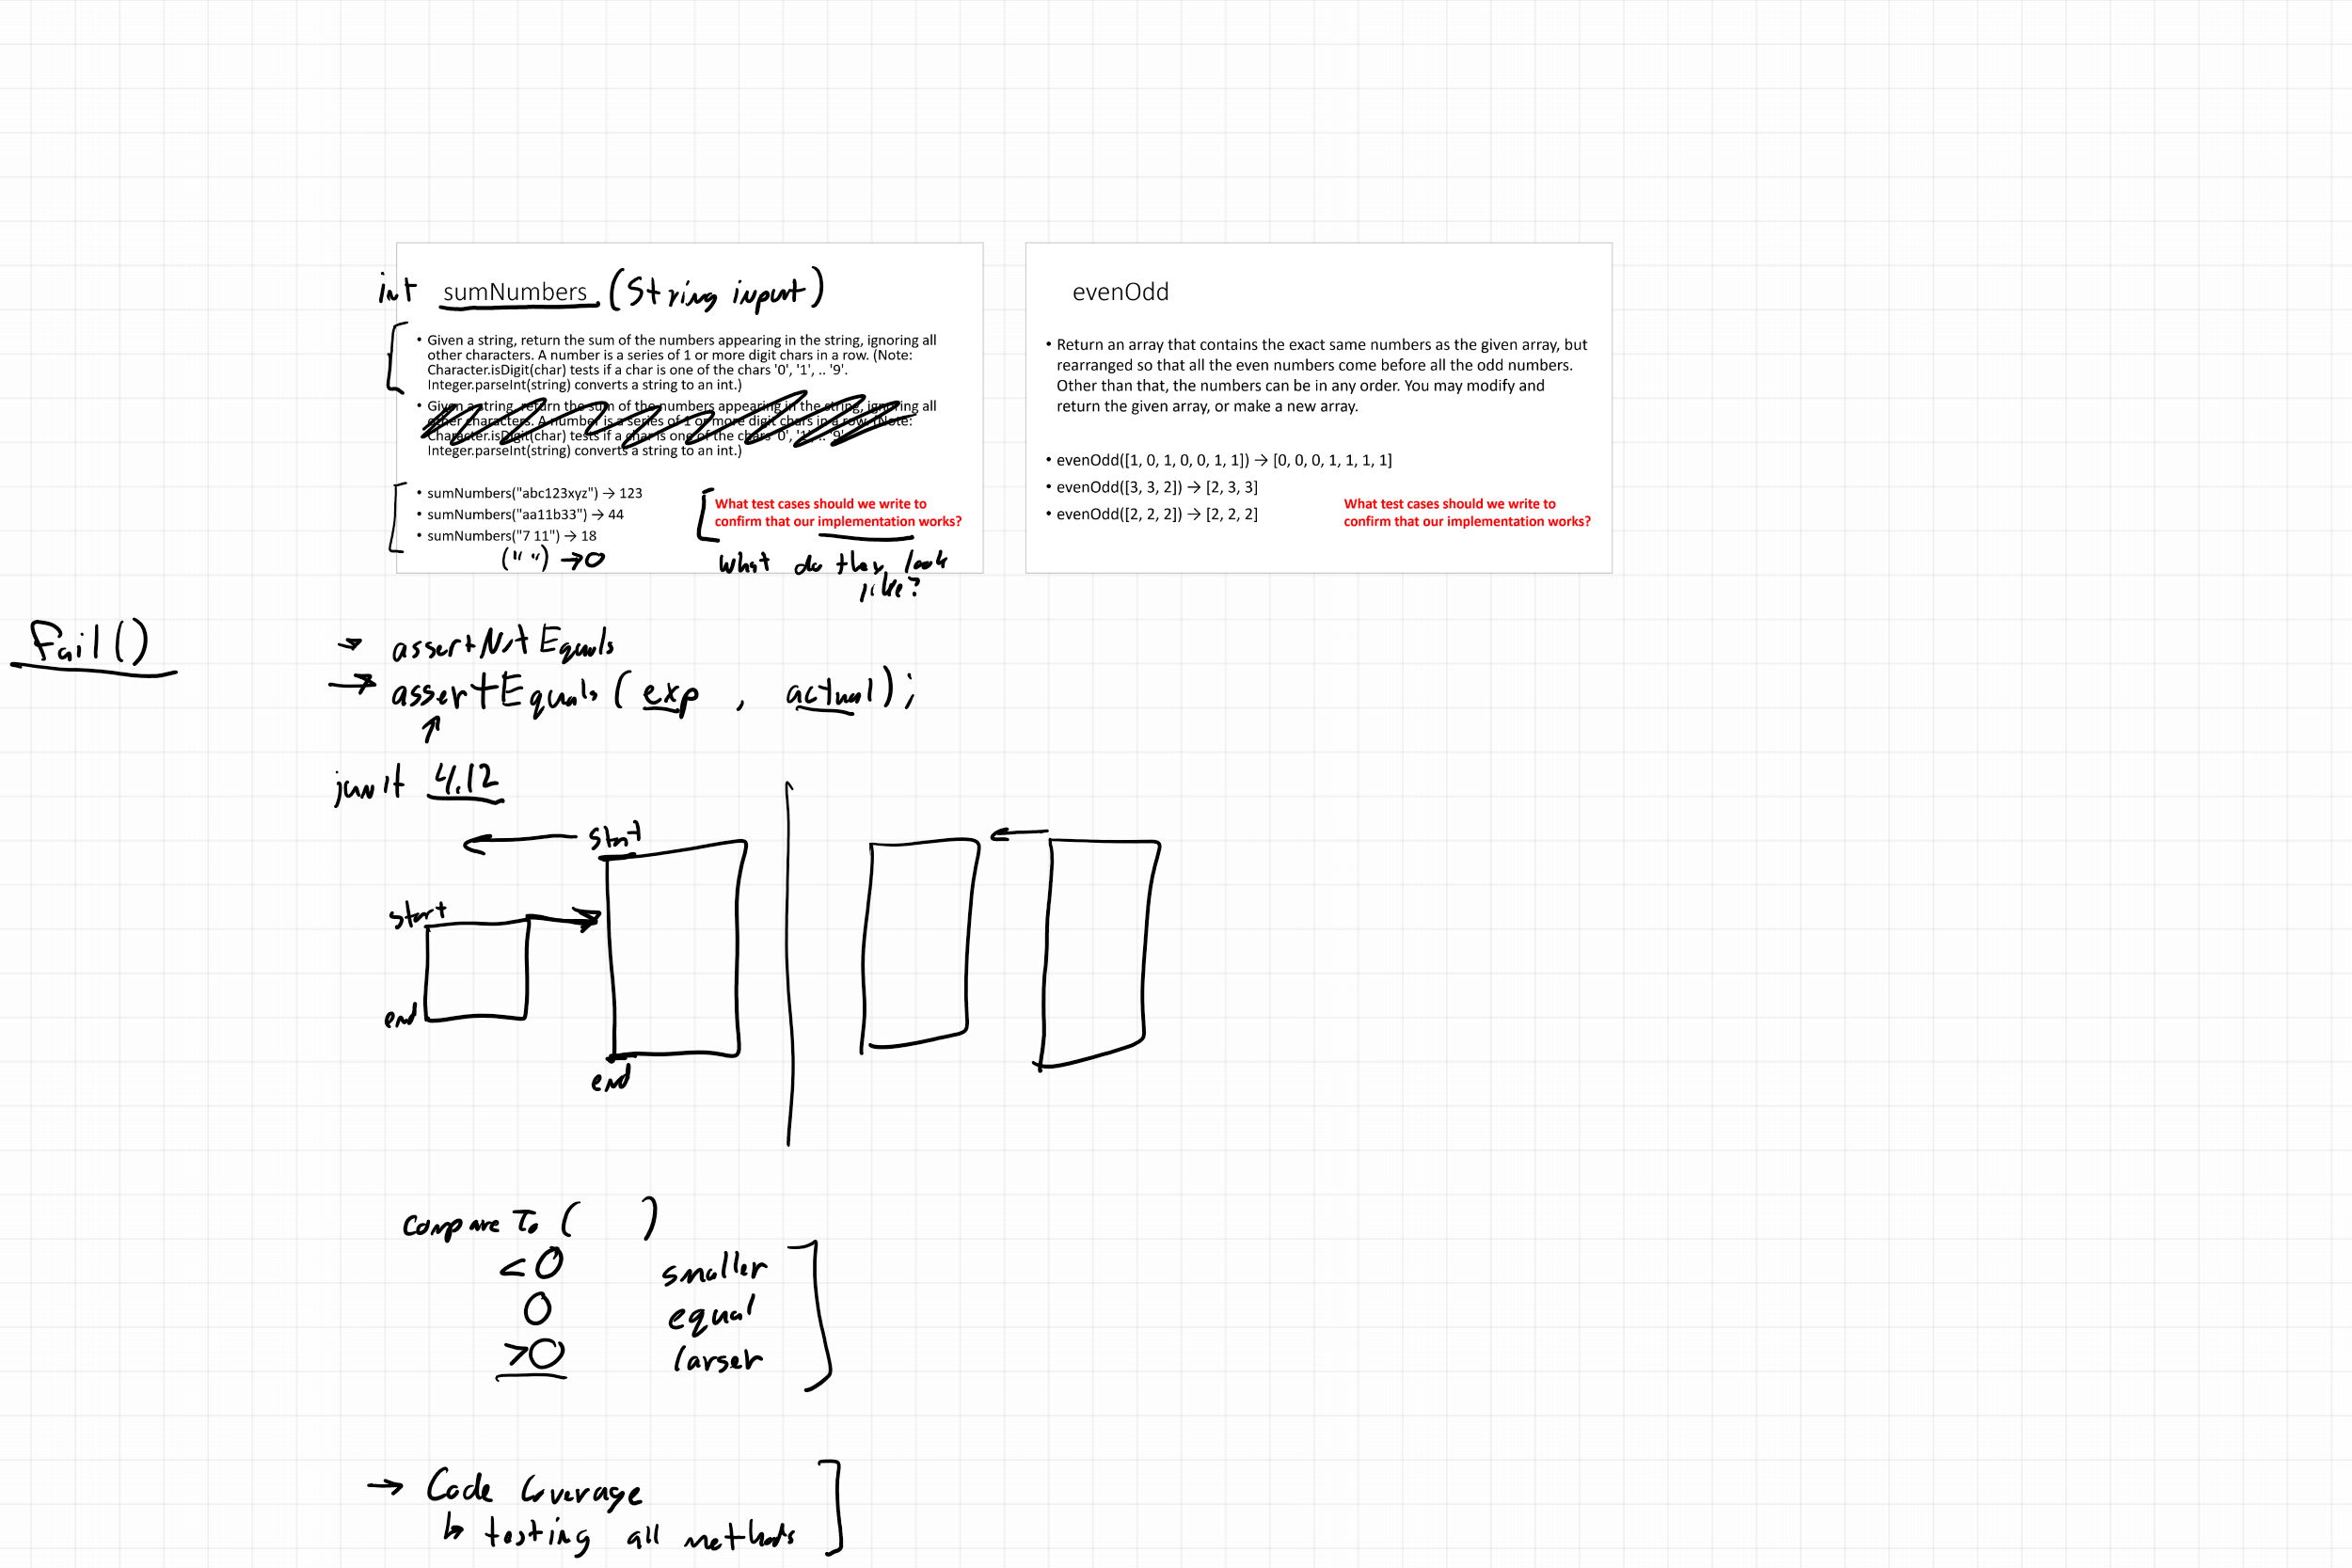 int sumNumbers (String input)
• Given a string, return the sum of the numbers appearing in the string, ignoring all
other characters. A number is a series of 1 or more digit chars in a row. (Note:
Character.isDigit(char) tests if a char is one of the chars '0', '1', .. '9'.
Integer.parseInt(string) converts a string to an int.)
• Given a string, return the sum of the numbers appearing in the string, ignoring all
other characters. A number is a series of 1 or more digit chars in a row. (Note:
Character.isDigit(char) tests if a char is one of the chars '0', '1', .. '9'.
Integer.parseInt(string) converts a string to an int.)
• sumNumbers("abc123xyz") → 123
• sumNumbers("aa11b33") → 44
• sumNumbers("7 11") → 18
(" ") → 0
What test cases should we write to
confirm that our implementation works?
What do they look
like?
evenOdd
• Return an array that contains the exact same numbers as the given array, but
rearranged so that all the even numbers come before all the odd numbers.
Other than that, the numbers can be in any order. You may modify and
return the given array, or make a new array.
• evenOdd([1, 0, 1, 0, 0, 1, 1]) → [0, 0, 0, 1, 1, 1, 1]
• evenOdd([3, 3, 2]) → [2, 3, 3]
• evenOdd([2, 2, 2]) → [2, 2, 2]
What test cases should we write to
confirm that our implementation works?
Fail()
→ assertNotEquals
→ assertEquals(exp , actual);
junit 4.12
start
start
end
end
CompareTo ( )
<0 smaller
0 equal
>0 larger
→ Code Coverage
↳ testing all methods